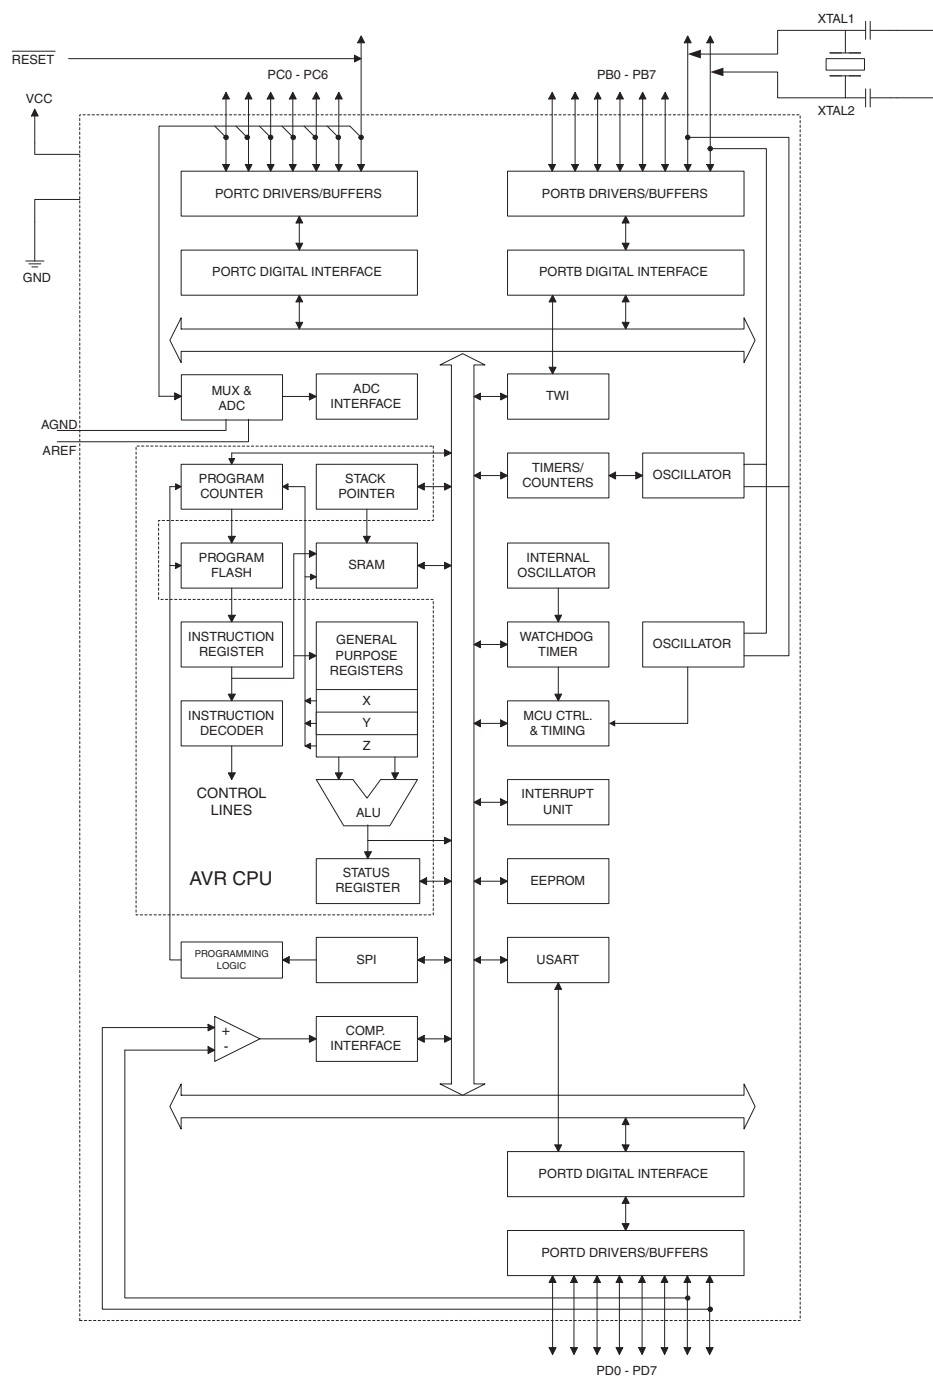 XTAL1
RESET
PC0 - PC6
PB0 - PB7
VCC
XTAL2
PORTC DRIVERS/BUFFERS
PORTB DRIVERS/BUFFERS
PORTC DIGITAL INTERFACE
PORTB DIGITAL INTERFACE
GND
MUX &
ADC
ADC
INTERFACE
TWI
AGND
AREF
PROGRAM
COUNTER
STACK
POINTER
TIMERS/
COUNTERS
OSCILLATOR
PROGRAM
FLASH
SRAM
INTERNAL
OSCILLATOR
INSTRUCTION
REGISTER
GENERAL
PURPOSE
REGISTERS
WATCHDOG
TIMER
OSCILLATOR
X
INSTRUCTION
DECODER
Y
MCU CTRL.
& TIMING
Z
CONTROL
LINES
ALU
INTERRUPT
UNIT
AVR CPU
STATUS
REGISTER
EEPROM
PROGRAMMING
LOGIC
SPI
USART
+
-
COMP.
INTERFACE
PORTD DIGITAL INTERFACE
PORTD DRIVERS/BUFFERS
PD0 - PD7